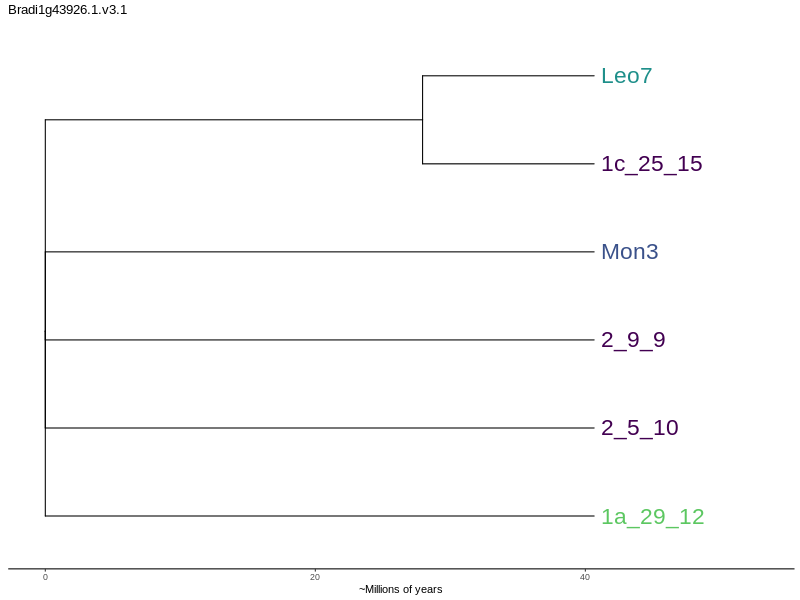 Bradi1g43926.1.v3.1
Leo7
1c_25_15
Mon3
2_9_9
2_5_10
1a_29_12
0 20 40
~Millions of years